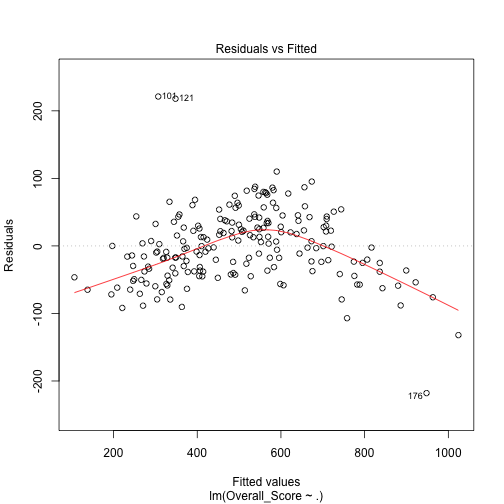 Residuals vs Fitted
200
100
0
-100
-200
Residuals
101
121
176
200 400 600 800 1000
Fitted values
lm(Overall_Score ~ .)